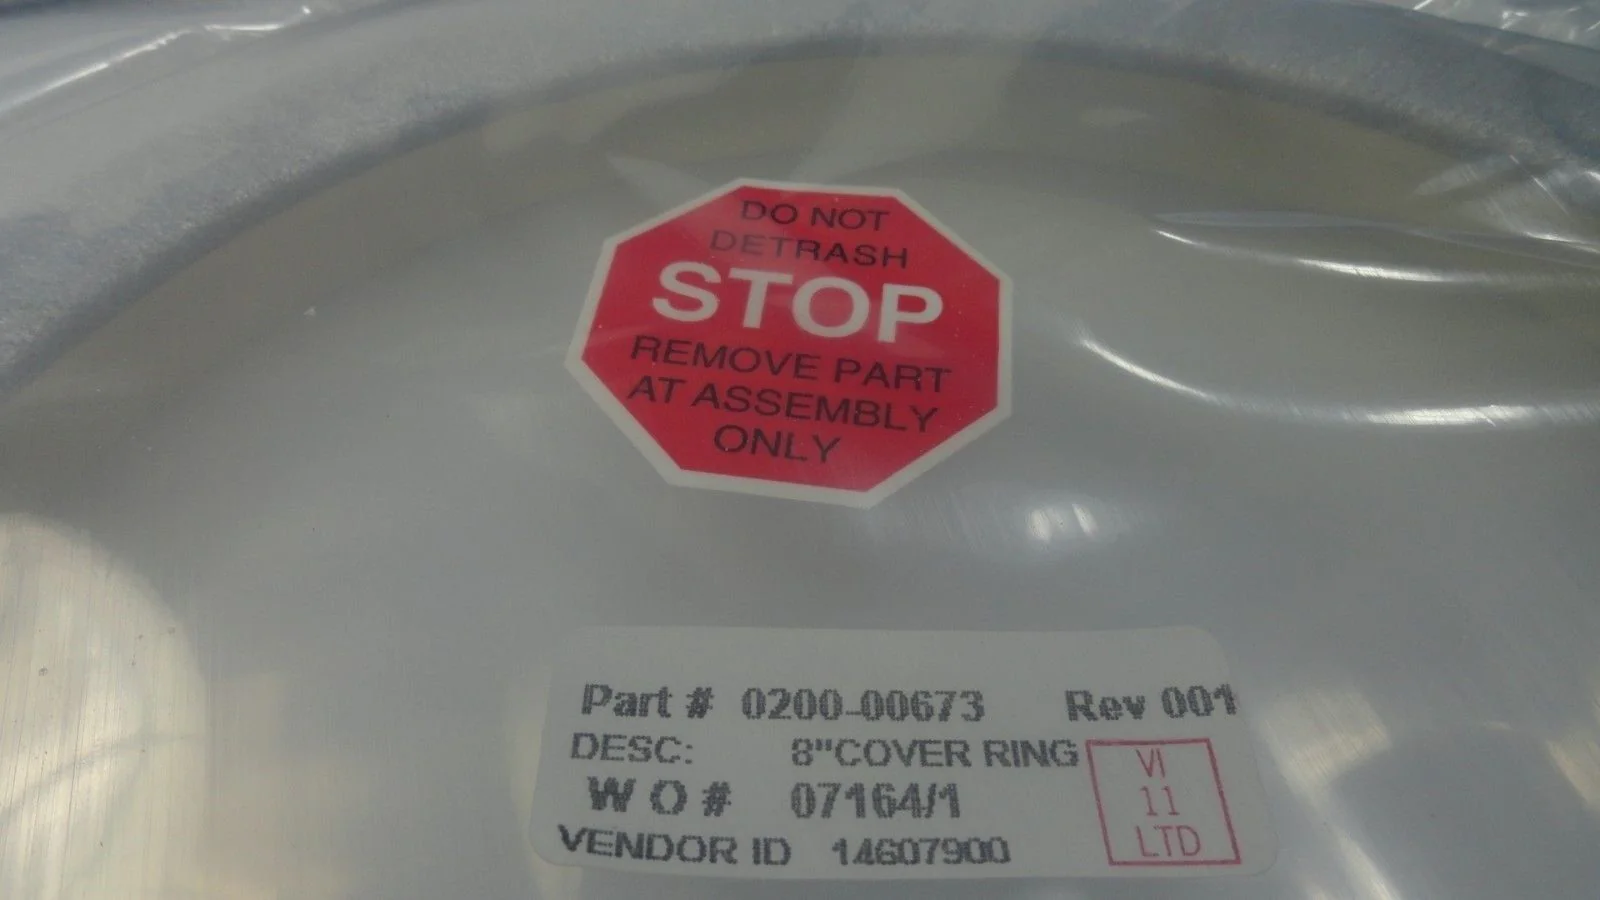 DO NOT
DETRASH
STOP
REMOVE PART
AT ASSEMBLY
ONLY
Part # 0200-00673 Rev 001
DESC: 8"COVER RING
W O # 07164/1
VENDOR ID 14607900
VI
11
LTD